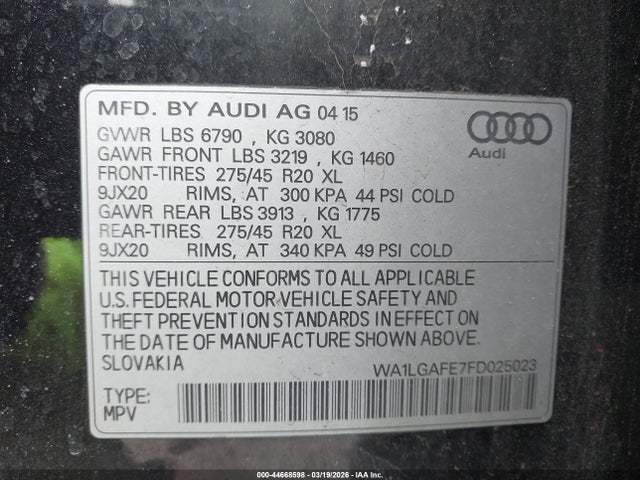 MFD. BY AUDI AG 04 15
GVWR LBS 6790 , KG 3080
GAWR FRONT LBS 3219 , KG 1460
FRONT-TIRES 275/45 R20 XL
9JX20 RIMS, AT 300 KPA 44 PSI COLD
GAWR REAR LBS 3913 , KG 1775
REAR-TIRES 275/45 R20 XL
9JX20 RIMS, AT 340 KPA 49 PSI COLD
Audi
THIS VEHICLE CONFORMS TO ALL APPLICABLE
U.S. FEDERAL MOTOR VEHICLE SAFETY AND
THEFT PREVENTION STANDARDS IN EFFECT ON
THE DATE OF MANUFACTURE SHOWN ABOVE.
SLOVAKIA
WA1LGAFE7FD025023
TYPE:
MPV
000-44668598 - 03/19/2026 - IAA Inc.